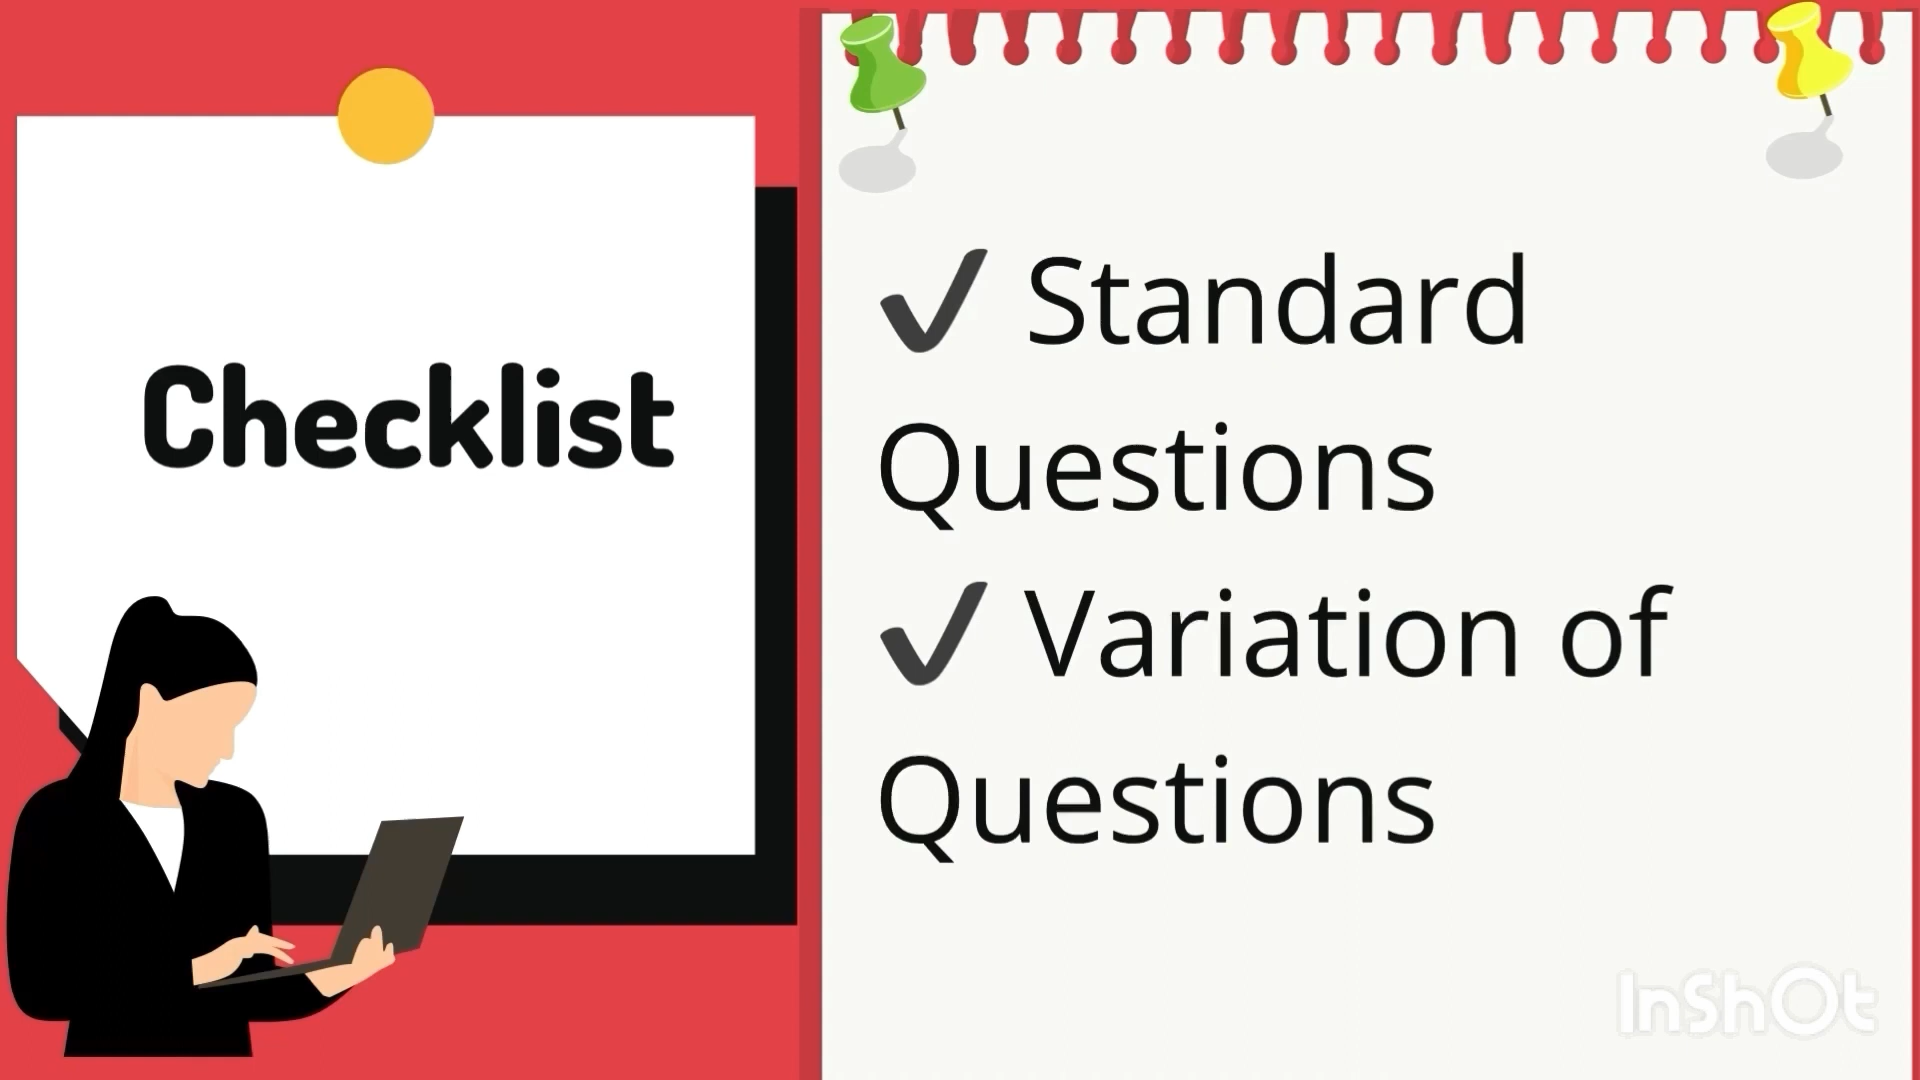 Checklist
✔ Standard
Questions
✔ Variation of
Questions
InShOt